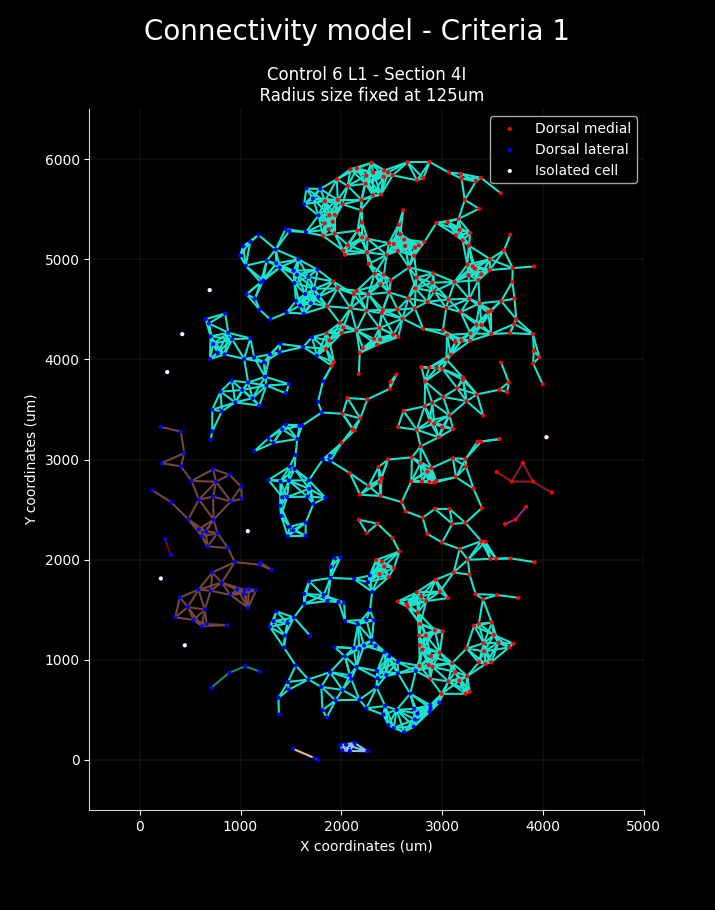 Connectivity model - Criteria 1
Control 6 L1 - Section 4I
Radius size fixed at 125um
Dorsal medial
Dorsal lateral
Isolated cell
6000
5000
4000
3000
2000
1000
0
Y coordinates (um)
0 1000 2000 3000 4000 5000
X coordinates (um)